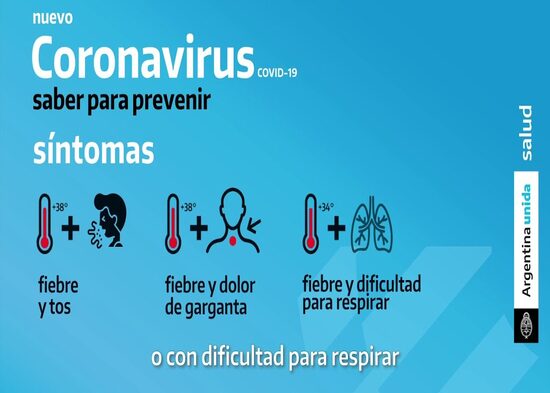 nuevo
Coronavirus COVID-19
saber para prevenir
síntomas
+38° + +38° + +34° +
fiebre
y tos
fiebre y dolor
de garganta
fiebre y dificultad
para respirar
o con dificultad para respirar
salud
Argentina unida